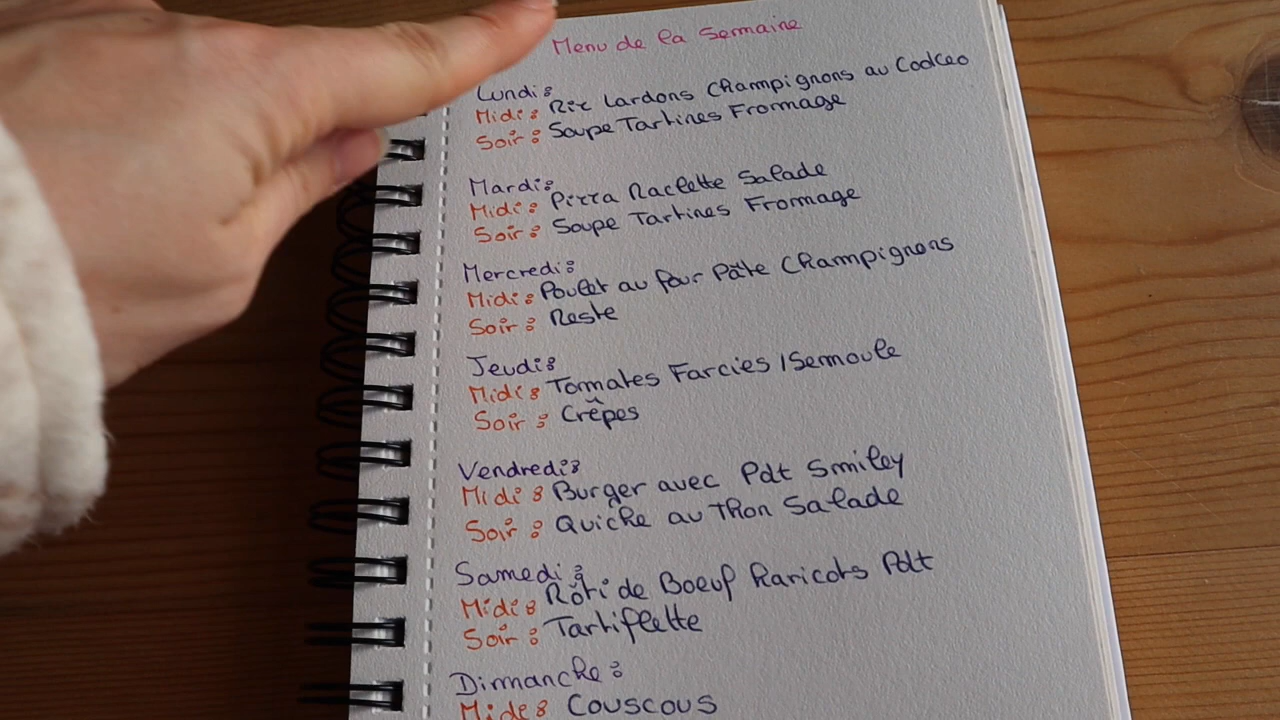 Menu de la Semaine
Lundi :
Midi : Riz lardons Champignons au Cookeo
Soir : Soupe Tartines Fromage
Mardi :
Midi : Pizza Raclette Salade
Soir : Soupe Tartines Fromage
Mercredi :
Midi : Poulet au four Pâte Champignons
Soir : Reste
Jeudi :
Midi : Tomates Farcies / Semoule
Soir : Crêpes
Vendredi :
Midi : Burger avec Pdt Smiley
Soir : Quiche au Thon Salade
Samedi :
Midi : Rôti de Boeuf Haricots Pdt
Soir : Tartiflette
Dimanche :
Midi : Couscous